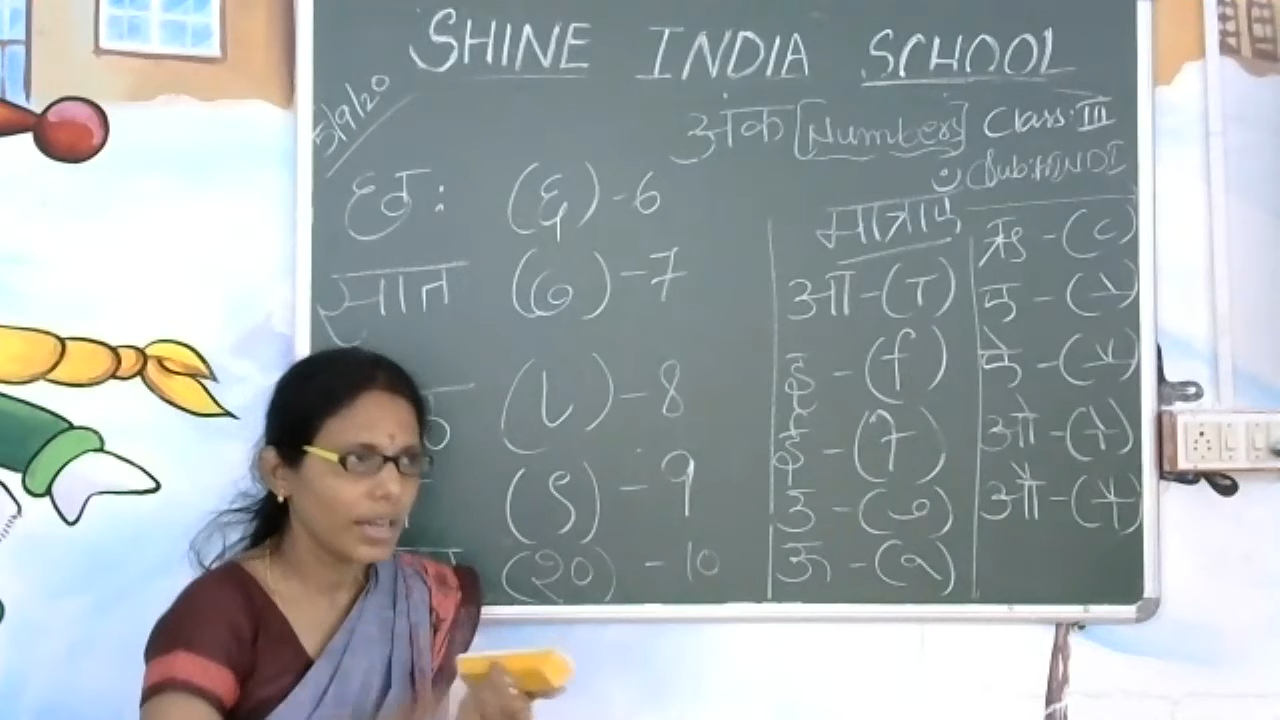 SHINE INDIA SCHOOL
5/9/20
अंक [Numbers] Class: III
Sub: HINDI
छ: (६) - 6
सात (७) - 7
(८) - 8
(९) - 9
(२०) - 10
मात्राएँ
आ - (ा)
इ - (ि)
ई - (ी)
उ - (ु)
ऊ - (ू)
ऋ - (ृ)
ए - (े)
ऐ - (ै)
ओ - (ो)
औ - (ौ)